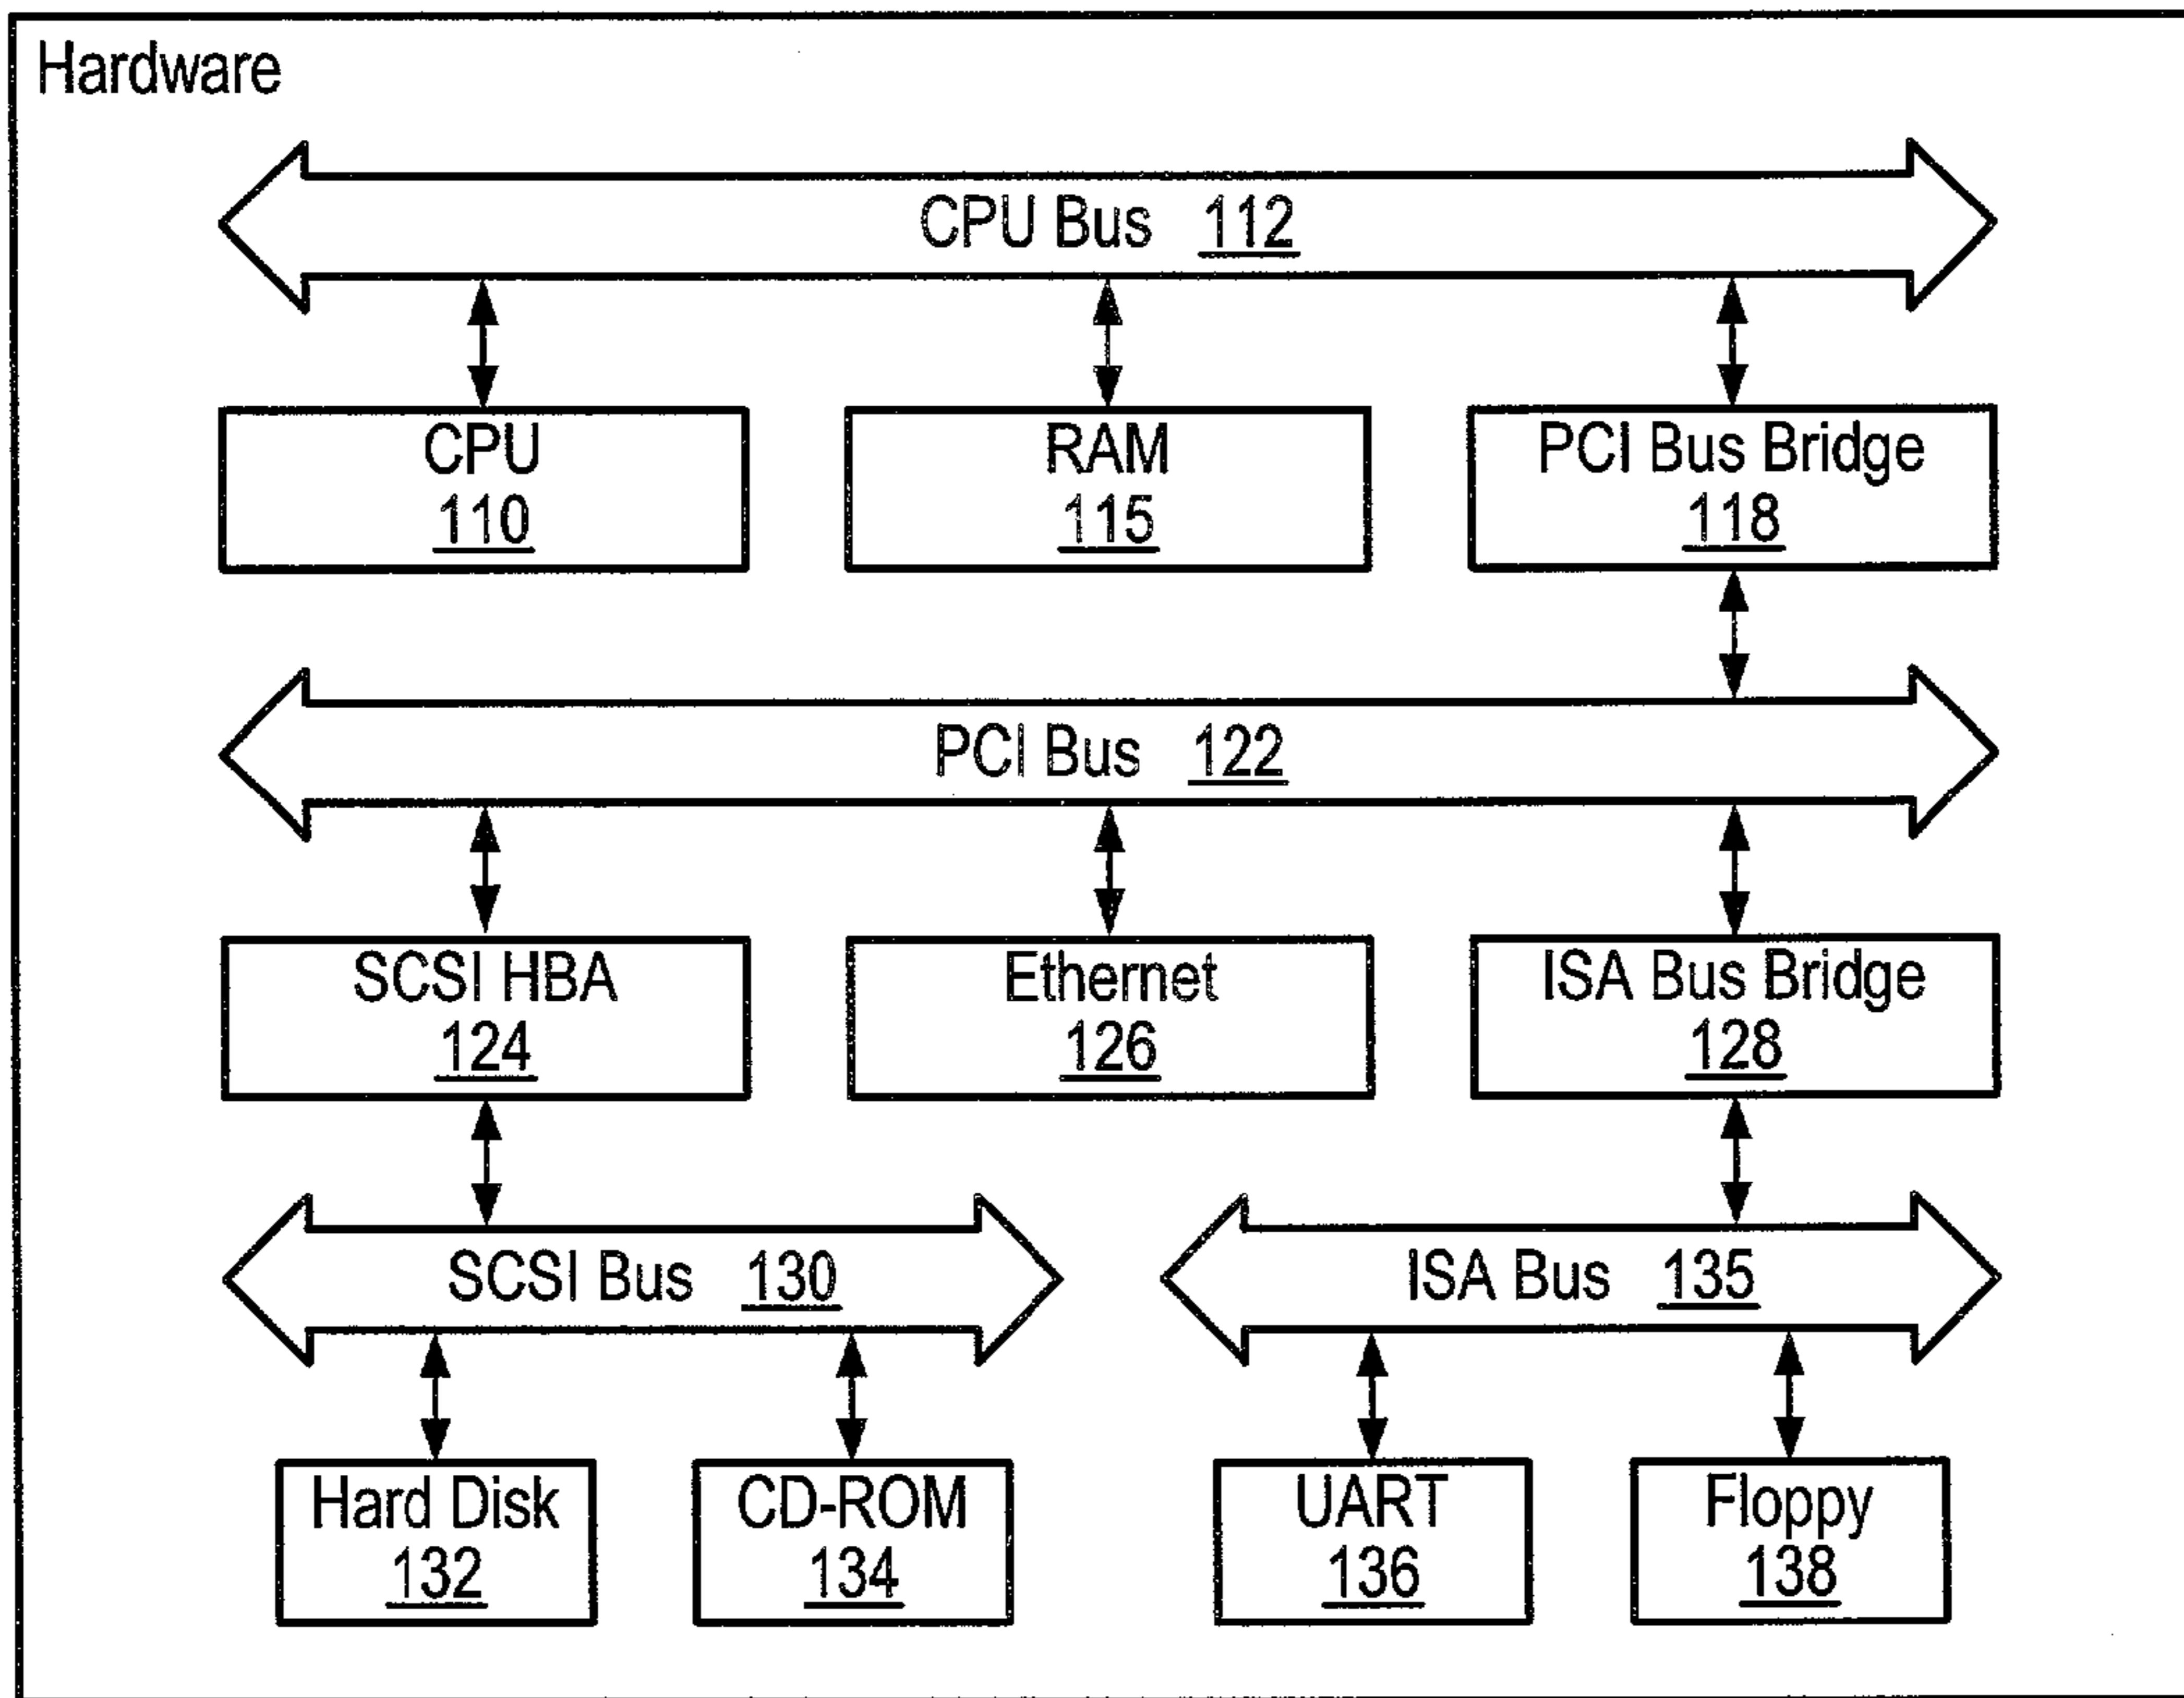 Hardware
CPU Bus 112
CPU
110
RAM
115
PCI Bus Bridge
118
PCI Bus 122
SCSI HBA
124
Ethernet
126
ISA Bus Bridge
128
SCSI Bus 130
ISA Bus 135
Hard Disk
132
CD-ROM
134
UART
136
Floppy
138